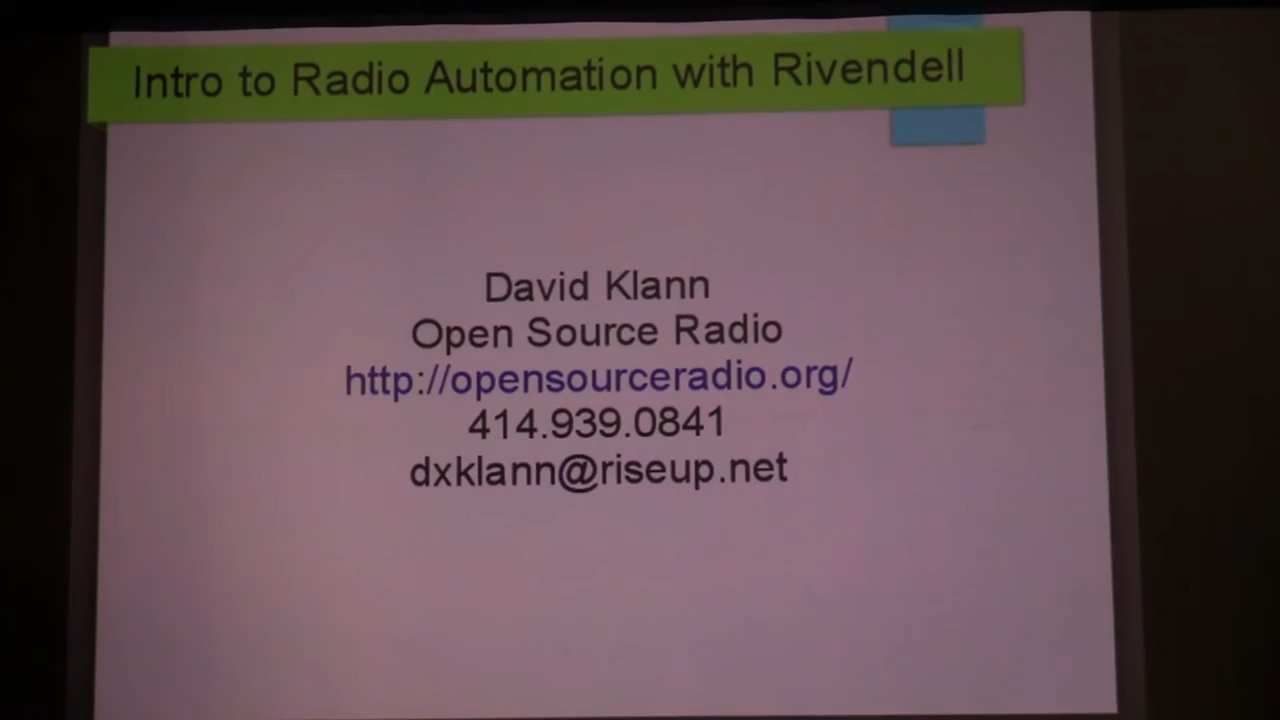 Intro to Radio Automation with Rivendell
David Klann
Open Source Radio
http://opensourceradio.org/
414.939.0841
dxklann@riseup.net